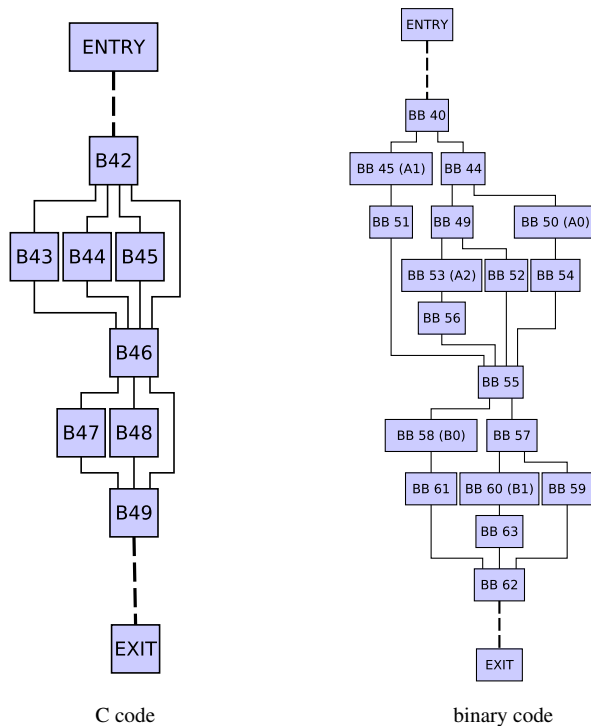 ENTRY
B42
B43 B44 B45
B46
B47 B48
B49
EXIT
C code
ENTRY
BB 40
BB 45 (A1) BB 44
BB 51 BB 49 BB 50 (A0)
BB 53 (A2) BB 52 BB 54
BB 56
BB 55
BB 58 (B0) BB 57
BB 61 BB 60 (B1) BB 59
BB 63
BB 62
EXIT
binary code